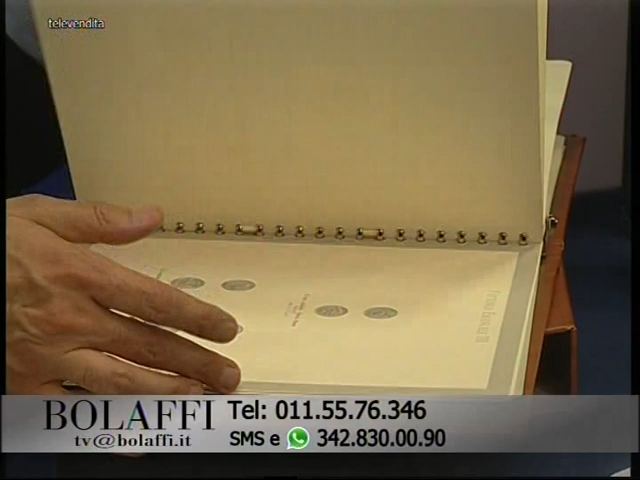 televendita
BOLAFFI
tv@bolaffi.it
Tel: 011.55.76.346
SMS e 342.830.00.90